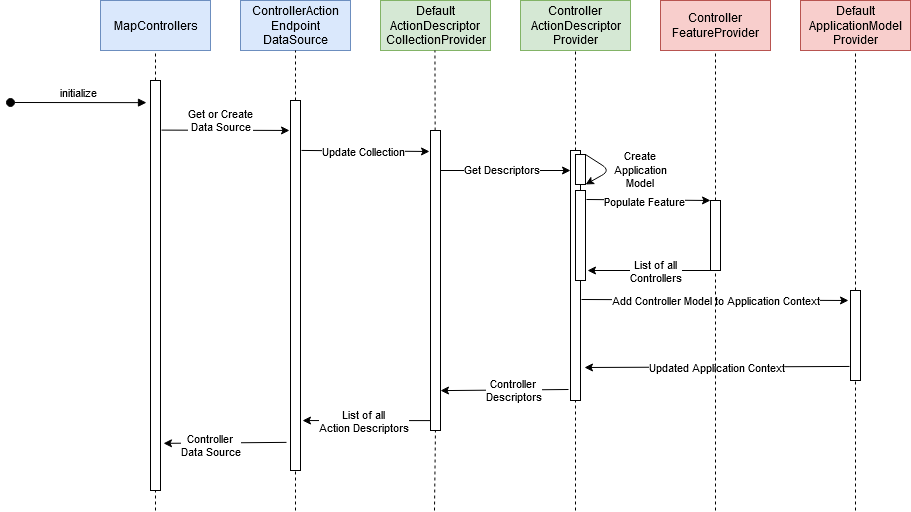 MapControllers
ControllerAction
Endpoint
DataSource
Default
ActionDescriptor
CollectionProvider
Controller
ActionDescriptor
Provider
Controller
FeatureProvider
Default
ApplicationModel
Provider
initialize
Get or Create
Data Source
Update Collection
Get Descriptors
Create
Application
Model
Populate Feature
List of all
Controllers
Add Controller Model to Application Context
Updated Application Context
Controller
Descriptors
List of all
Action Descriptors
Controller
Data Source